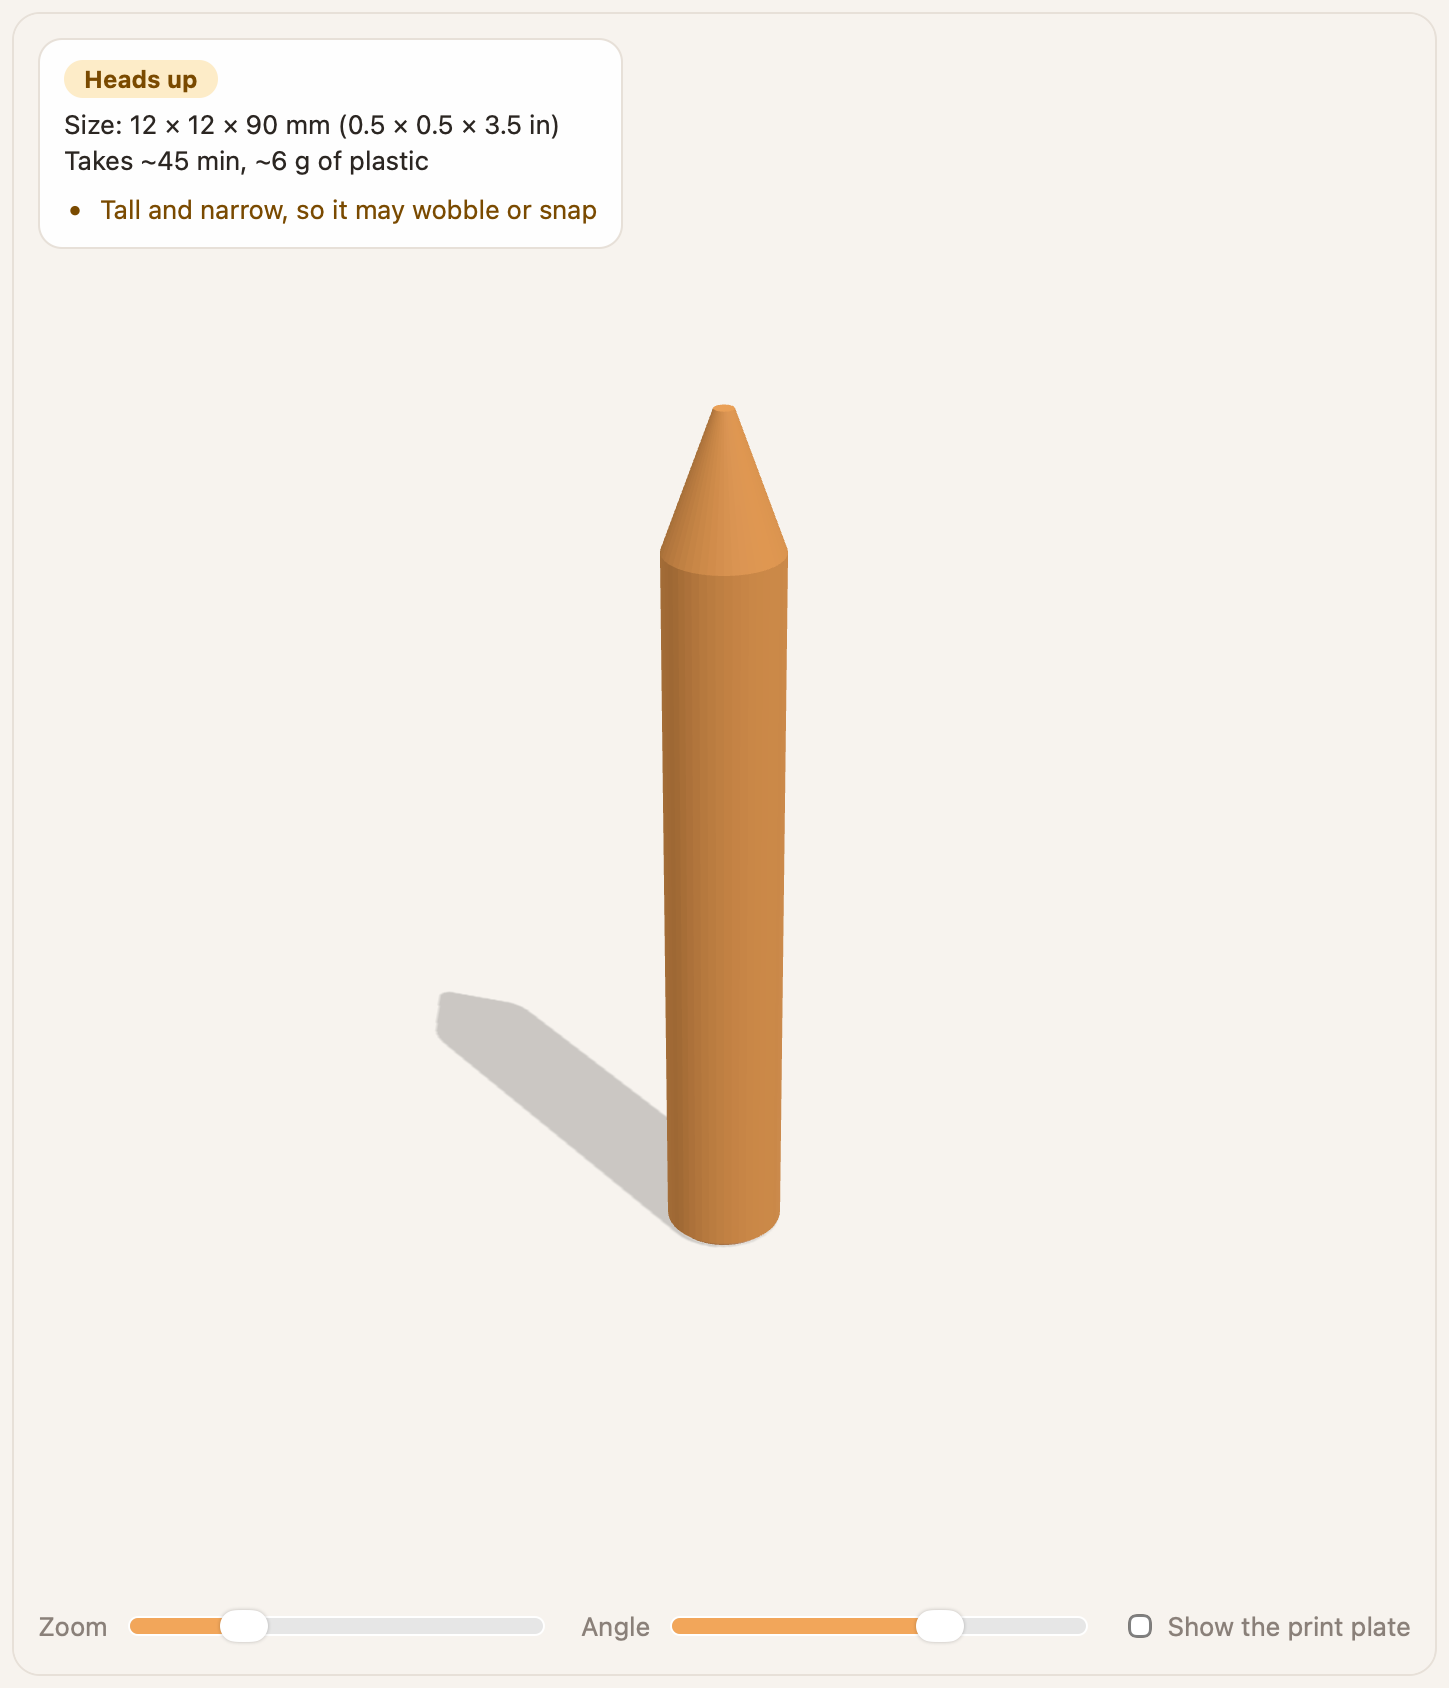 Heads up
Size: 12 × 12 × 90 mm (0.5 × 0.5 × 3.5 in)
Takes ~45 min, ~6 g of plastic
• Tall and narrow, so it may wobble or snap
Zoom
Angle
Show the print plate